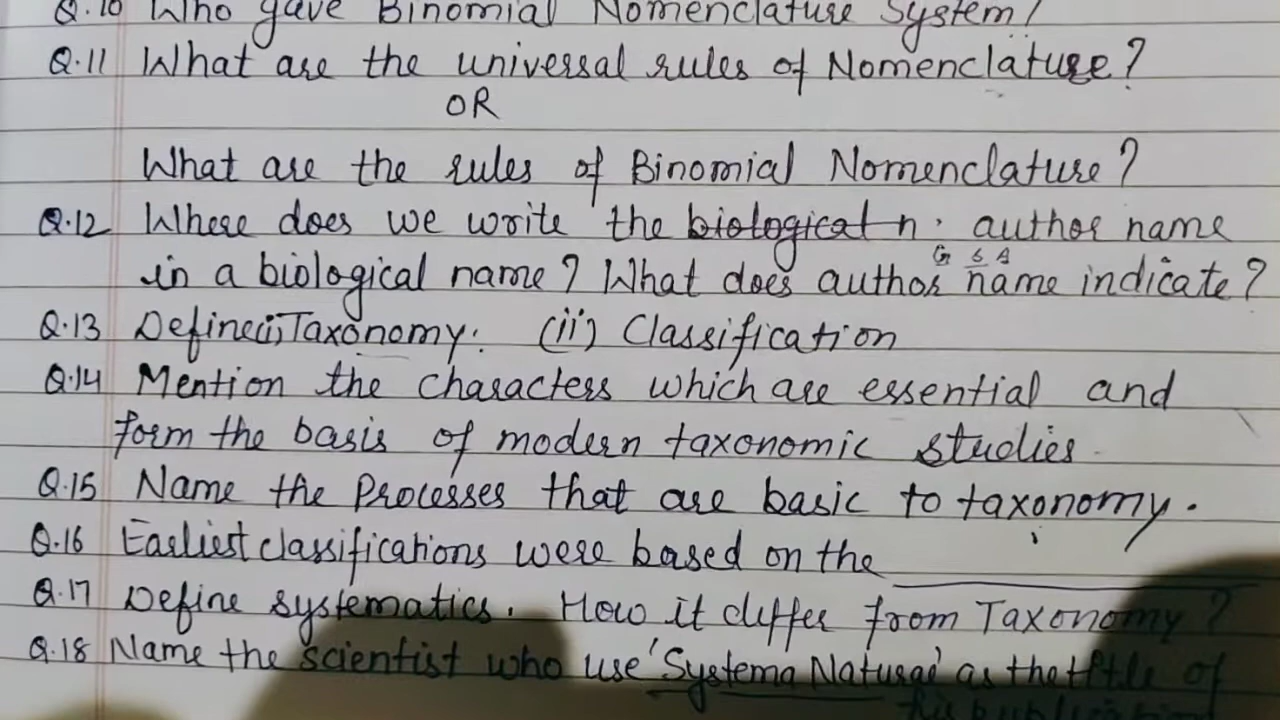 Q.10 Who gave Binomial Nomenclature System?
Q.11 What are the universal rules of Nomenclature?
OR
What are the rules of Binomial Nomenclature?
Q.12 Where does we write the biological n. author name
G S A
in a biological name? What does author name indicate?
Q.13 Define(i) Taxonomy. (ii) Classification
Q.14 Mention the characters which are essential and
form the basis of modern taxonomic studies.
Q.15 Name the Processes that are basic to taxonomy.
Q.16 Earliest classifications were based on the
Q.17 Define systematics. How it differ from Taxonomy?
Q.18 Name the scientist who use 'Systema Naturae' as the title of
his publication